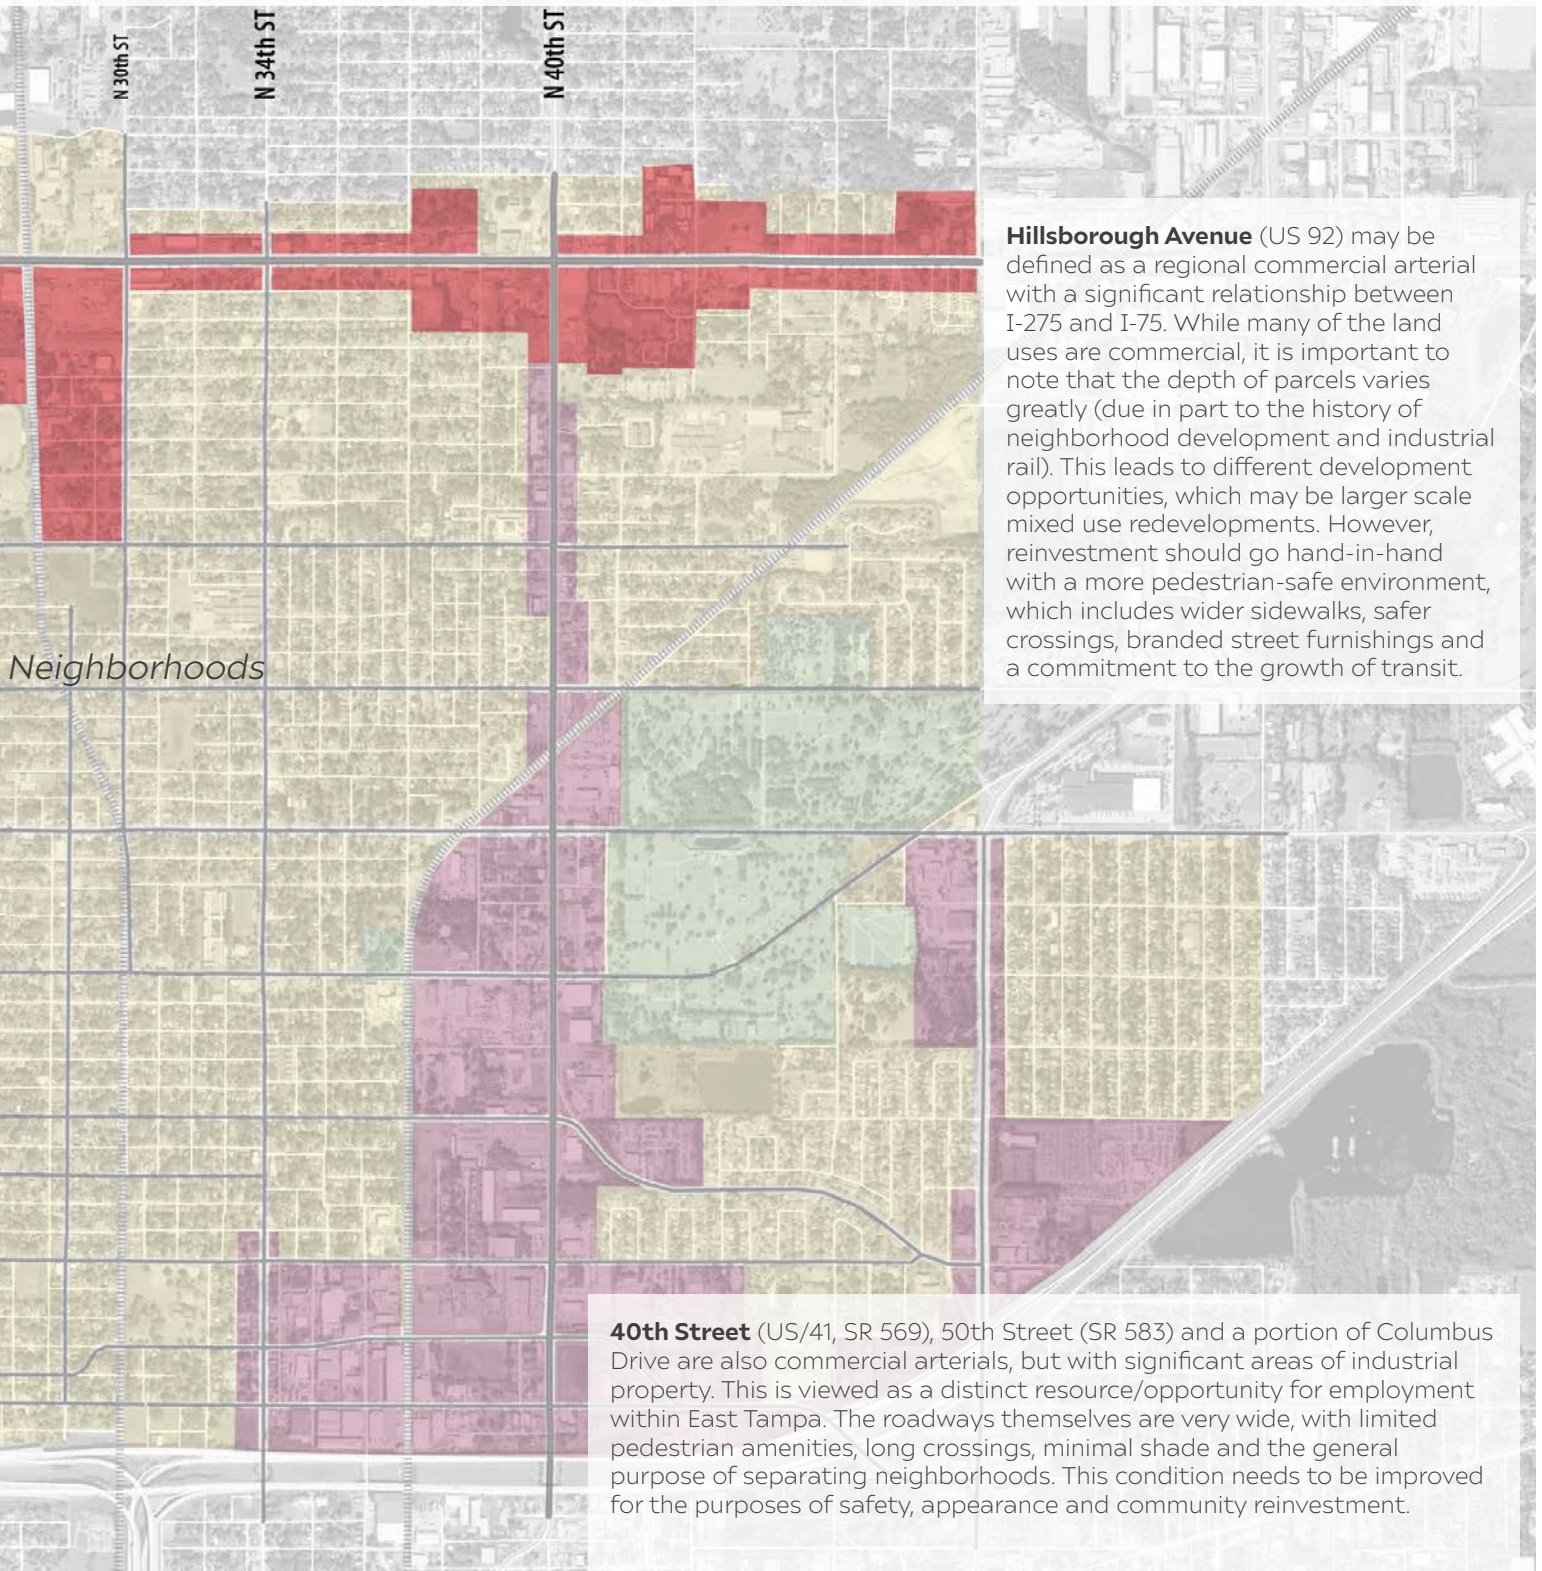 N 30th ST
N 34th ST
N 40th ST
Hillsborough Avenue (US 92) may be
defined as a regional commercial arterial
with a significant relationship between
I-275 and I-75. While many of the land
uses are commercial, it is important to
note that the depth of parcels varies
greatly (due in part to the history of
neighborhood development and industrial
rail). This leads to different development
opportunities, which may be larger scale
mixed use redevelopments. However,
reinvestment should go hand-in-hand
with a more pedestrian-safe environment,
which includes wider sidewalks, safer
crossings, branded street furnishings and
a commitment to the growth of transit.
Neighborhoods
40th Street (US/41, SR 569), 50th Street (SR 583) and a portion of Columbus
Drive are also commercial arterials, but with significant areas of industrial
property. This is viewed as a distinct resource/opportunity for employment
within East Tampa. The roadways themselves are very wide, with limited
pedestrian amenities, long crossings, minimal shade and the general
purpose of separating neighborhoods. This condition needs to be improved
for the purposes of safety, appearance and community reinvestment.